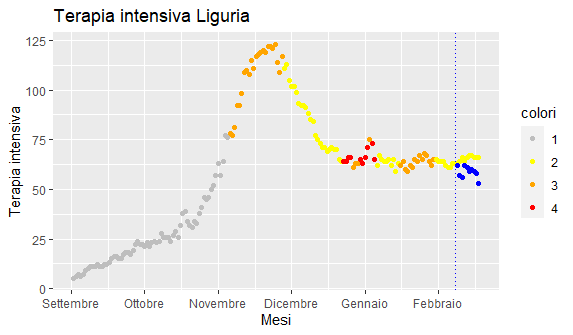 Terapia intensiva Liguria
Terapia intensiva
125
100
75
50
25
0
Settembre
Ottobre
Novembre
Dicembre
Gennaio
Febbraio
Mesi
colori
1
2
3
4